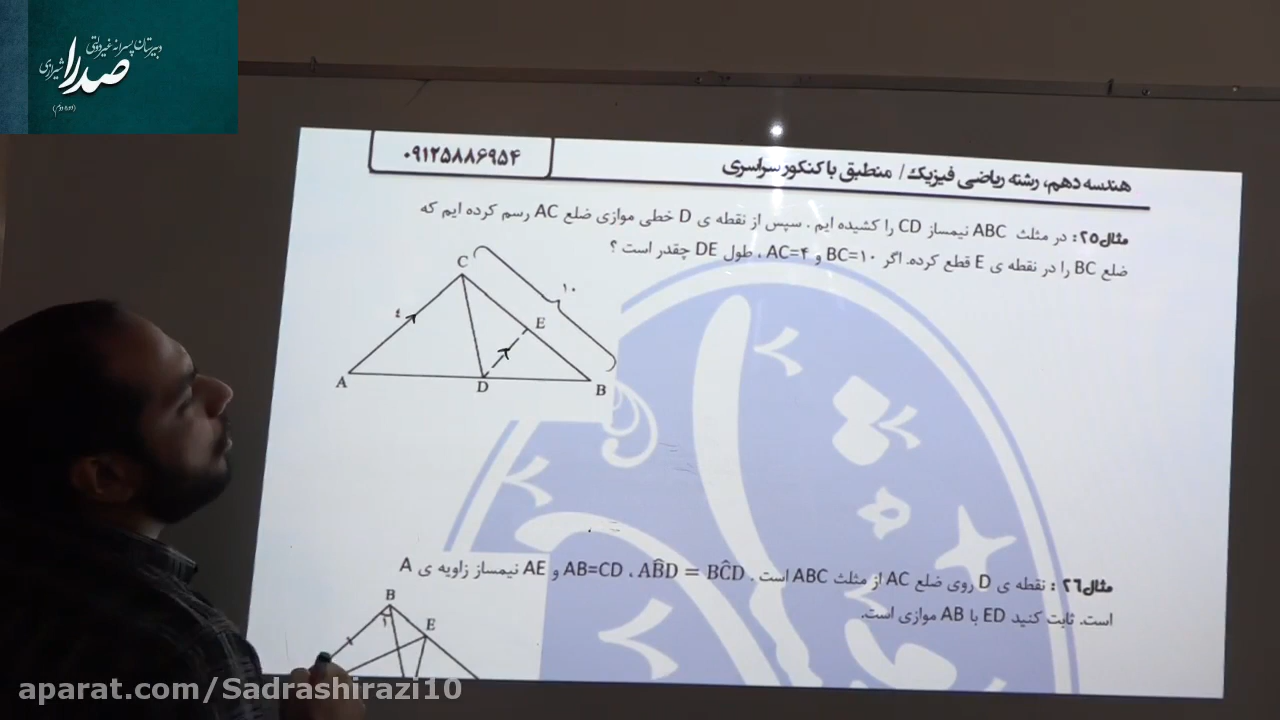 دبیرستان پسرانه غیردولتی
صدرا شیرازی
(دوره دوم)
هندسه دهم، رشته ریاضی فیزیک / منطبق با کنکور سراسری
۰۹۱۲۵۸۸۶۹۵۴
مثال۲۵: در مثلث ABC نیمساز CD را کشیده ایم . سپس از نقطه ی D خطی موازی ضلع AC رسم کرده ایم که
ضلع BC را در نقطه ی E قطع کرده. اگر BC=۱۰ و AC=۴ ، طول DE چقدر است ؟
C
۱۰
۴
E
A
D
B
مثال۲۶ : نقطه ی D روی ضلع AC از مثلث ABC است . AB̂D = BĈD ، AB=CD و AE نیمساز زاویه ی A
است. ثابت کنید ED با AB موازی است.
B
۱
E
aparat.com/Sadrashirazi10